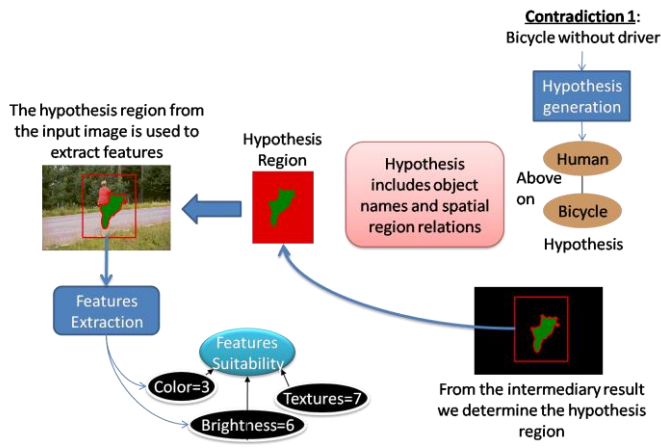 Contradiction 1:
Bicycle without driver
Hypothesis
generation
Human
Above
on
Bicycle
Hypothesis
The hypothesis region from
the input image is used to
extract features
Hypothesis
Region
Hypothesis
includes object
names and spatial
region relations
Features
Extraction
Features
Suitability
Color=3
Textures=7
Brightness=6
From the intermediary result
we determine the hypothesis
region